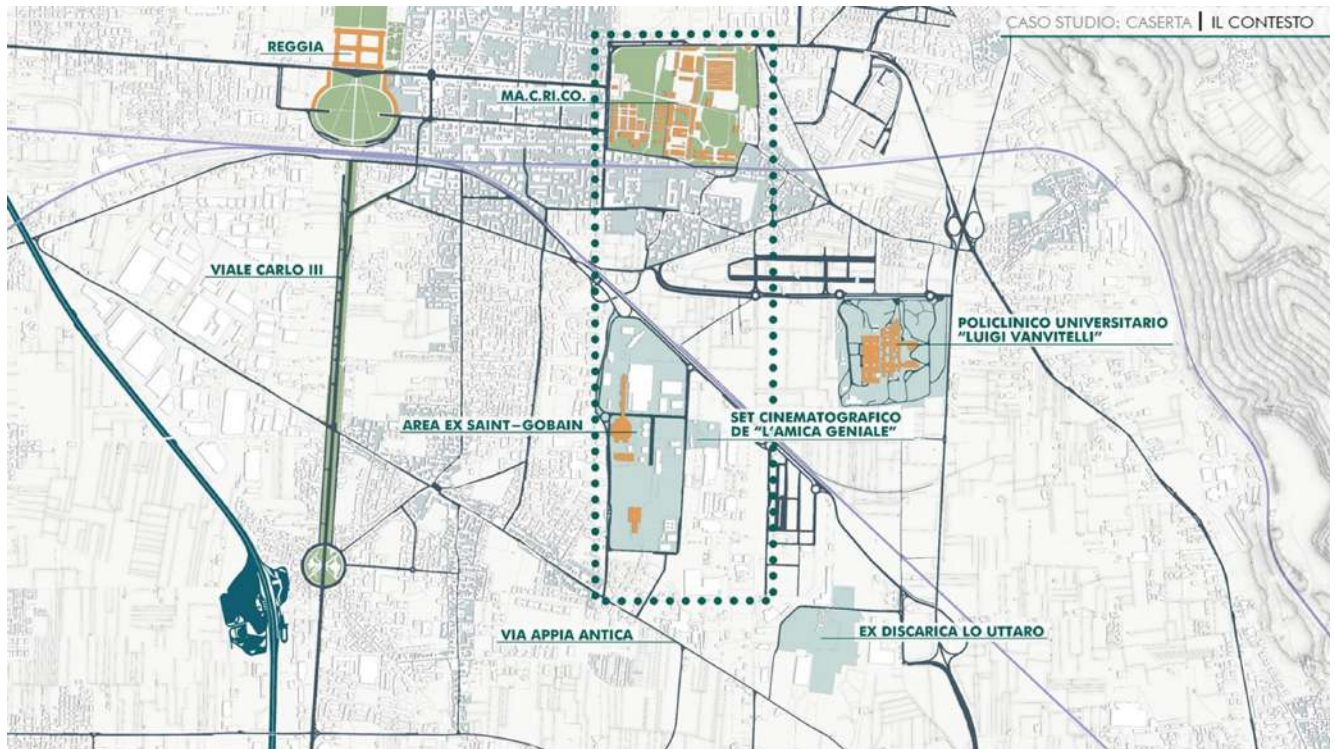 CASO STUDIO: CASERTA | IL CONTESTO
REGGIA
MA.C.RI.CO.
VIALE CARLO III
POLICLINICO UNIVERSITARIO
"LUIGI VANVITELLI"
AREA EX SAINT-GOBAIN
SET CINEMATOGRAFICO
DE "L'AMICA GENIALE"
VIA APPIA ANTICA
EX DISCARICA LO UTTARO